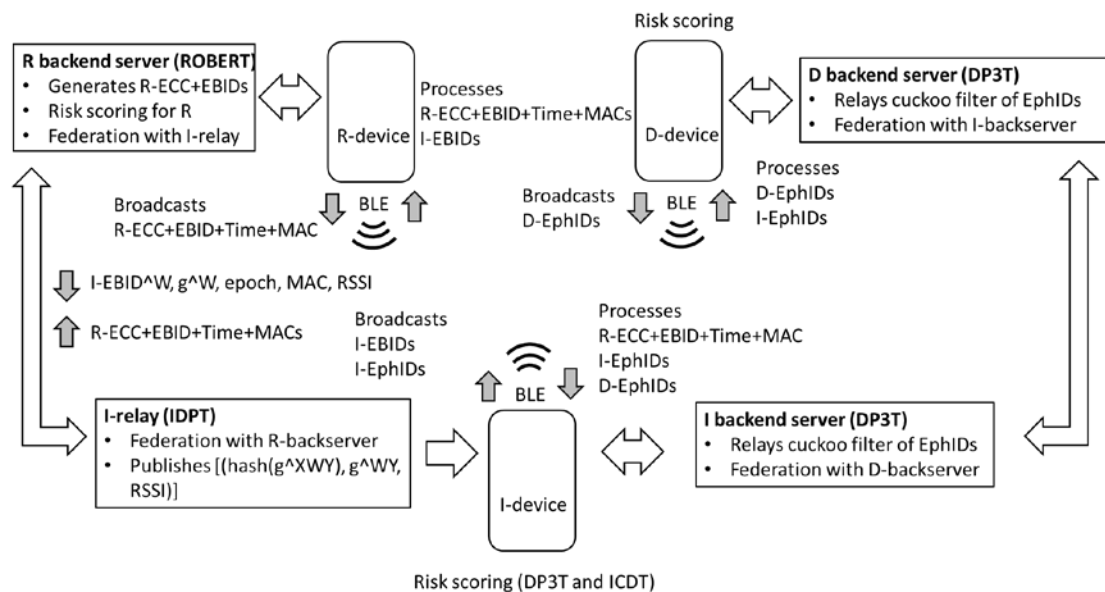 Risk scoring
R backend server (ROBERT)
• Generates R-ECC+EBIDs
• Risk scoring for R
• Federation with I-relay
R-device
Processes
R-ECC+EBID+Time+MACs
I-EBIDs
D-device
D backend server (DP3T)
• Relays cuckoo filter of EphIDs
• Federation with I-backserver
Broadcasts
R-ECC+EBID+Time+MAC
BLE
Broadcasts
D-EphIDs
BLE
Processes
D-EphIDs
I-EphIDs
I-EBID^W, g^W, epoch, MAC, RSSI
R-ECC+EBID+Time+MACs
Broadcasts
I-EBIDs
I-EphIDs
BLE
Processes
R-ECC+EBID+Time+MAC
I-EphIDs
D-EphIDs
I-relay (IDPT)
• Federation with R-backserver
• Publishes [(hash(g^XWY), g^WY,
RSSI)]
I-device
I backend server (DP3T)
• Relays cuckoo filter of EphIDs
• Federation with D-backserver
Risk scoring (DP3T and ICDT)